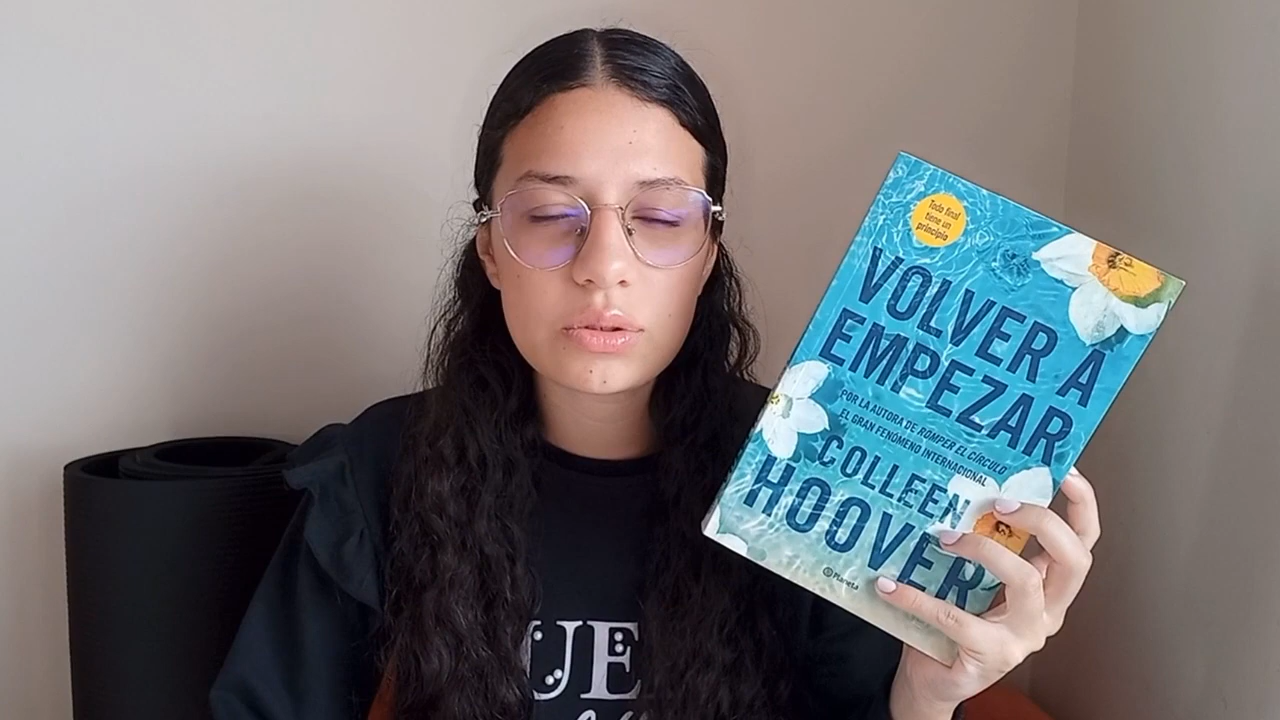 Todo final
tiene un
principio
VOLVER A
EMPEZAR
POR LA AUTORA DE ROMPER EL CÍRCULO
EL GRAN FENÓMENO INTERNACIONAL
COLLEEN
HOOVER
Planeta
UE